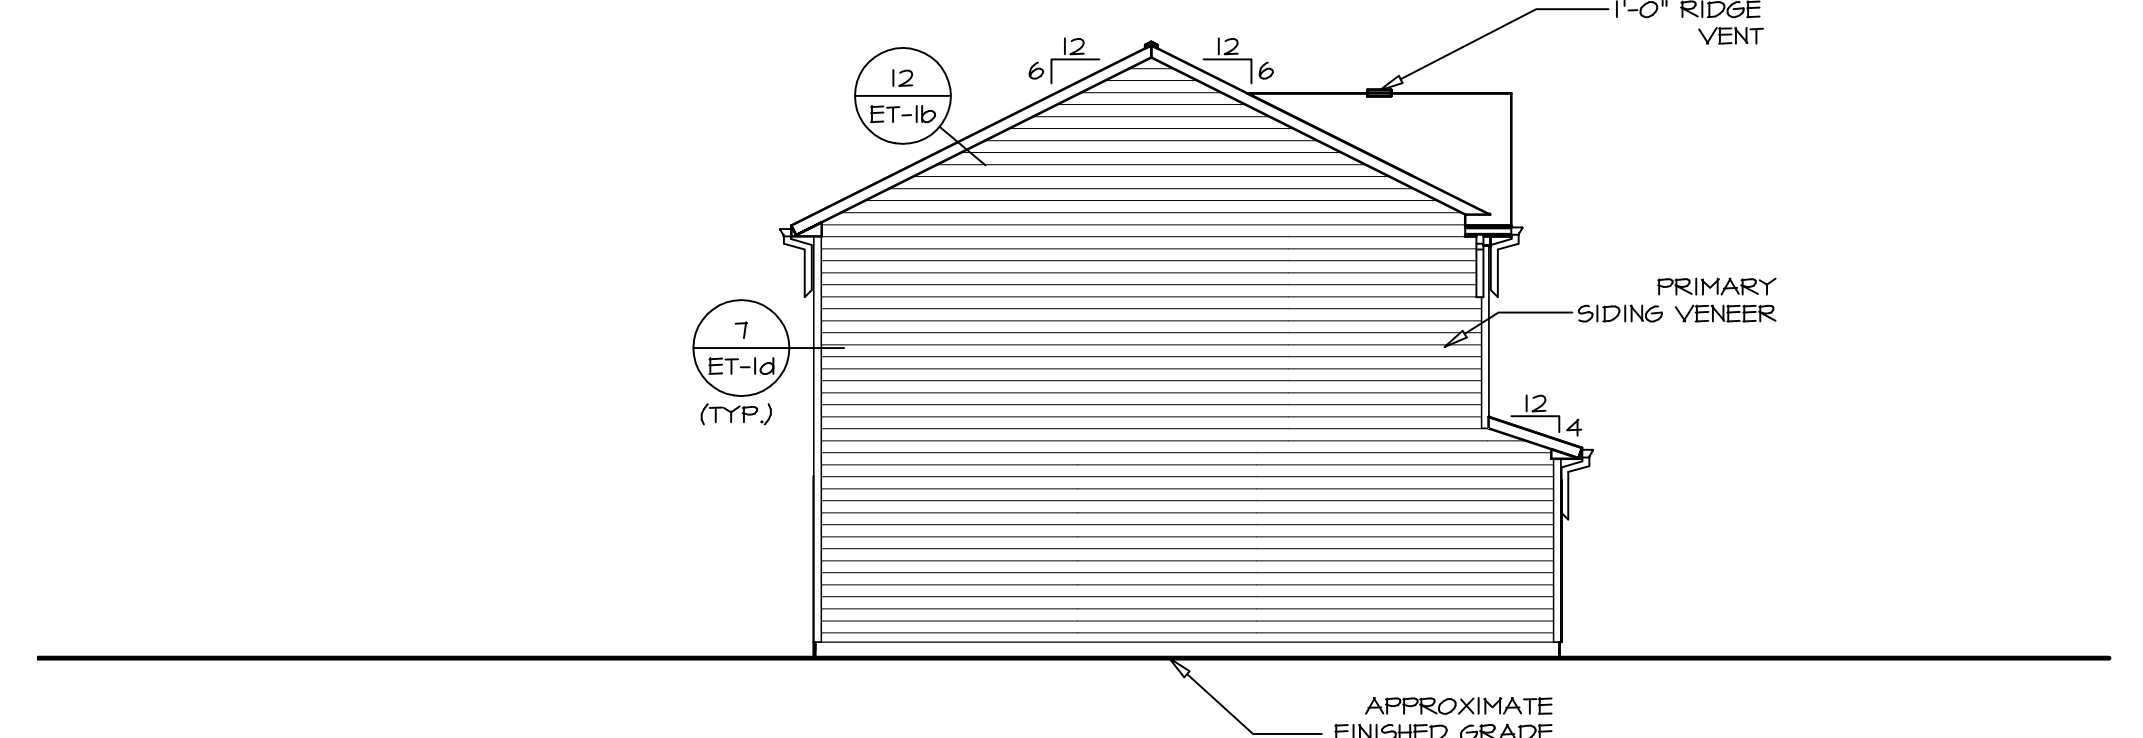 1'-0" RIDGE
VENT
12
6
12
6
12
ET-1b
PRIMARY
SIDING VENEER
7
ET-1d
(TYP.)
12
4
APPROXIMATE
FINISHED GRADE